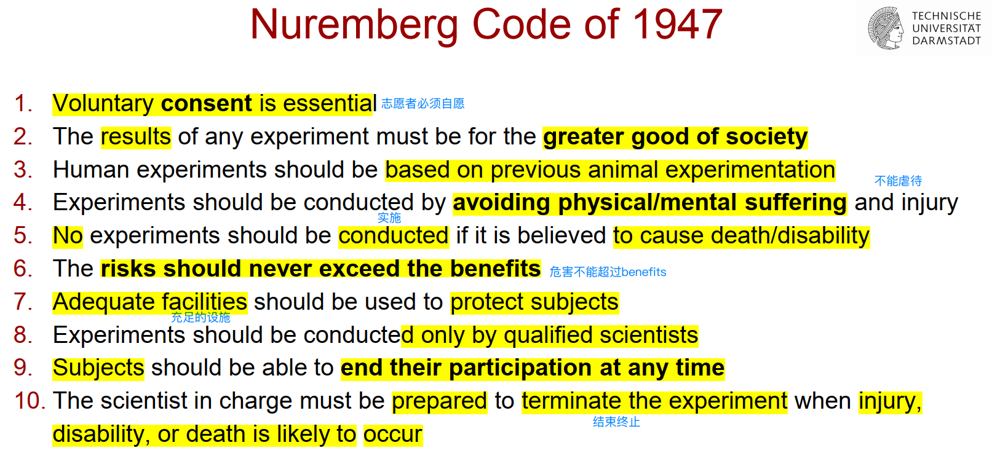 Nuremberg Code of 1947
TECHNISCHE
UNIVERSITÄT
DARMSTADT
1. Voluntary consent is essential 志愿者必须自愿
2. The results of any experiment must be for the greater good of society
3. Human experiments should be based on previous animal experimentation
不能虐待
4. Experiments should be conducted by avoiding physical/mental suffering and injury
实施
5. No experiments should be conducted if it is believed to cause death/disability
6. The risks should never exceed the benefits 危害不能超过benefits
7. Adequate facilities should be used to protect subjects
充足的设施
8. Experiments should be conducted only by qualified scientists
9. Subjects should be able to end their participation at any time
10. The scientist in charge must be prepared to terminate the experiment when injury,
结束终止
disability, or death is likely to occur